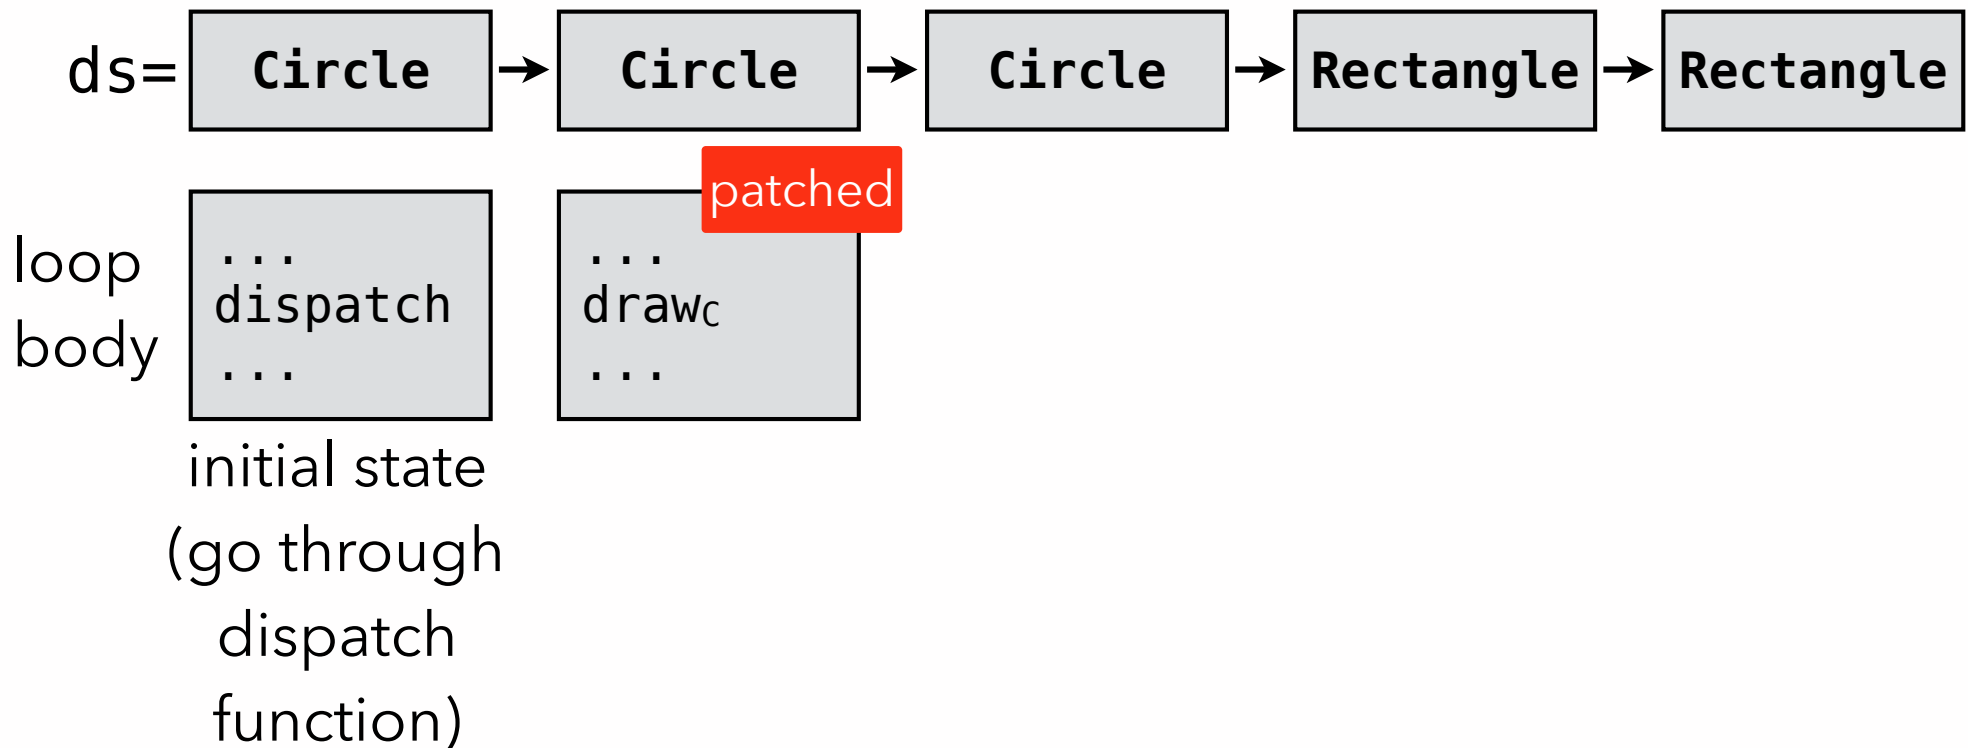 ds= Circle Circle Circle Rectangle Rectangle
patched
loop
body
...
dispatch
...
...
drawC
...
initial state
(go through
dispatch
function)